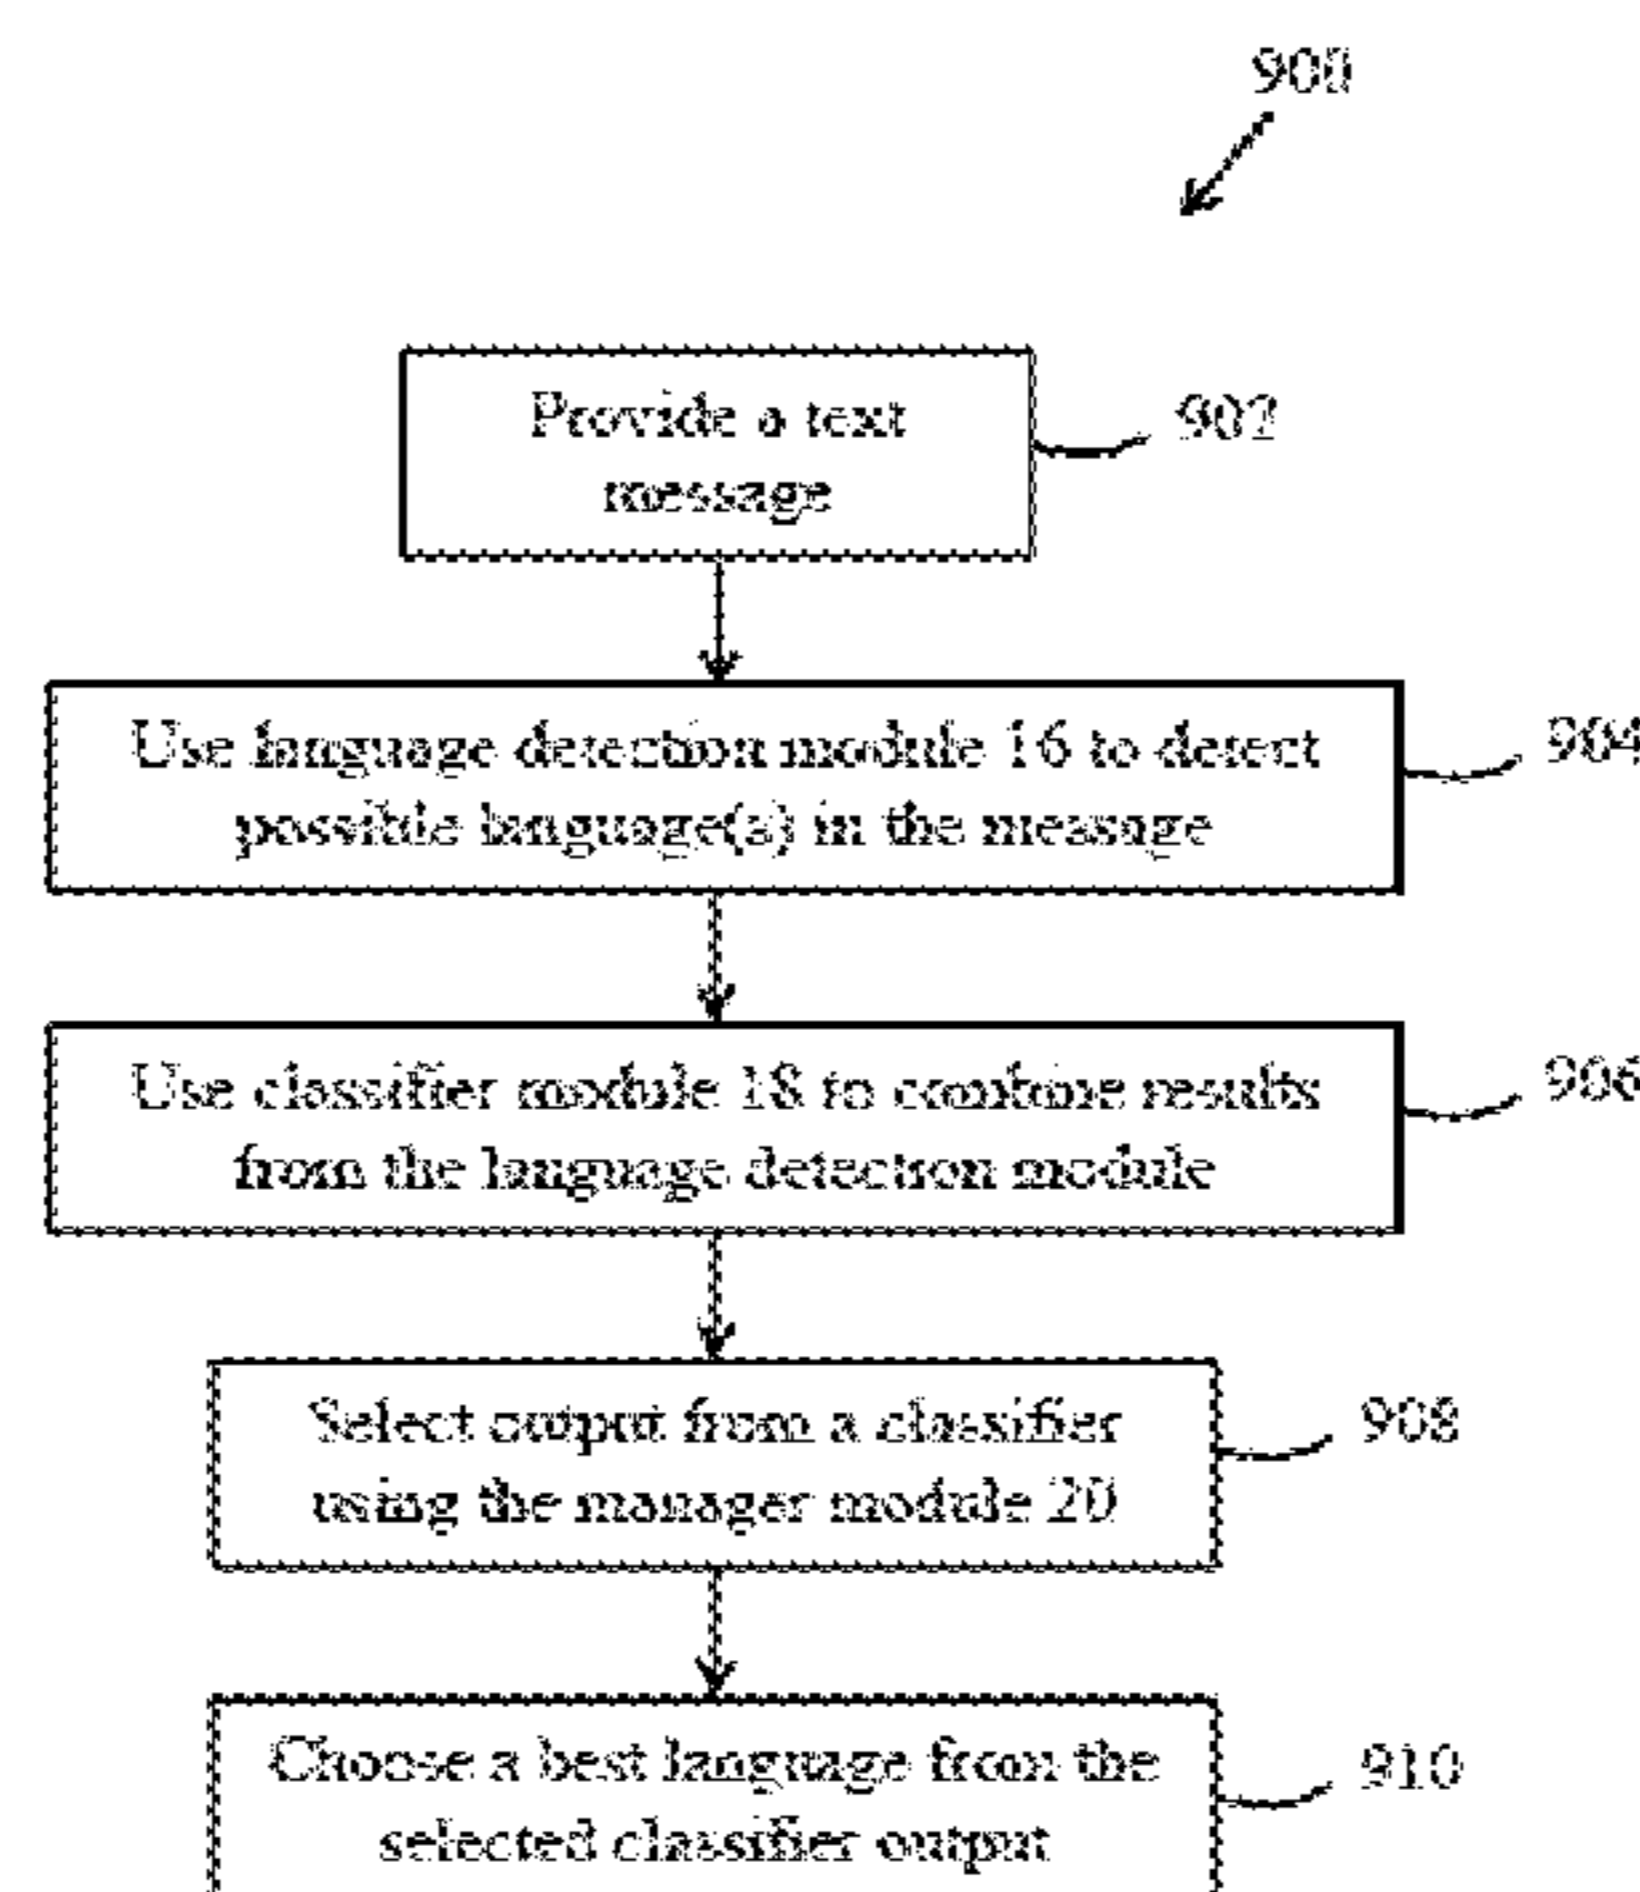 900
Provide a text
message
902
Use language detection module 16 to detect
possible language(s) in the message
904
Use classifier module 18 to combine results
from the language detection module
906
Select output from a classifier
using the manager module 20
908
Choose a best language from the
selected classifier output
910